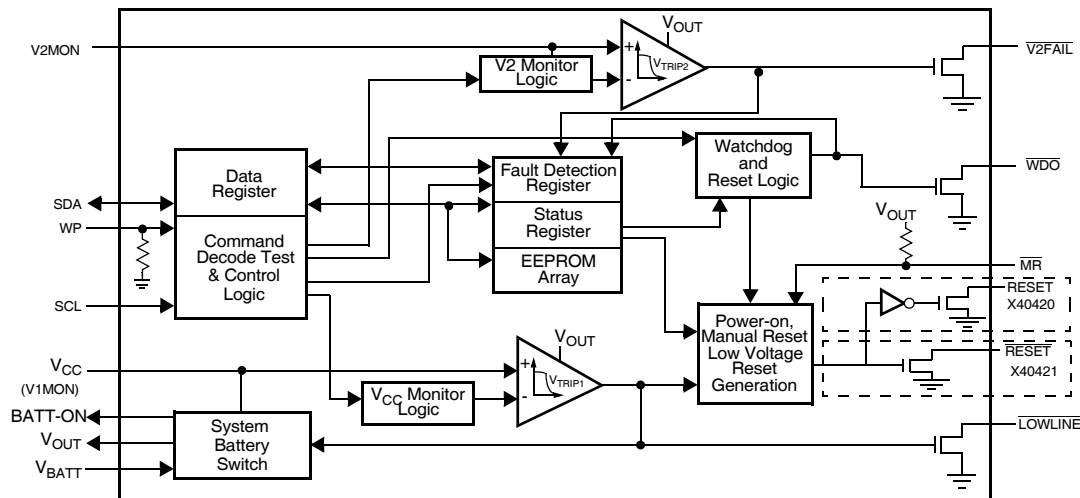 V2MON
V2 Monitor
Logic
+
-
VTRIP2
VOUT
V2FAIL
Data
Register
Command
Decode Test
& Control
Logic
SDA
WP
SCL
Fault Detection
Register
Status
Register
EEPROM
Array
Watchdog
and
Reset Logic
WDO
VOUT
MR
RESET
X40420
RESET
X40421
Power-on,
Manual Reset
Low Voltage
Reset
Generation
VOUT
+
-
VTRIP1
VCC Monitor
Logic
VCC
(V1MON)
BATT-ON
VOUT
VBATT
System
Battery
Switch
LOWLINE